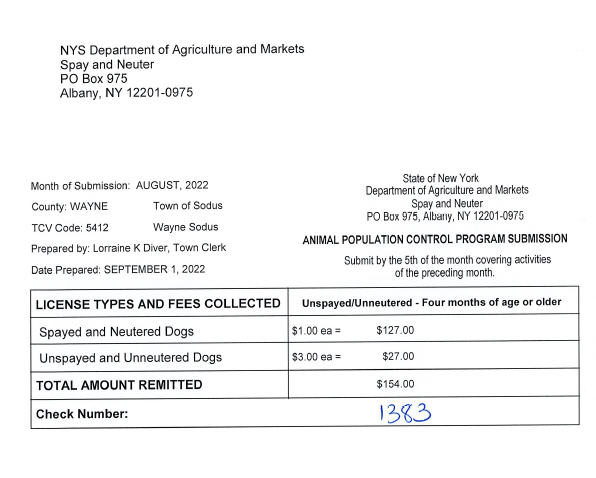 NYS Department of Agriculture and Markets
Spay and Neuter
PO Box 975
Albany, NY 12201-0975
Month of Submission: AUGUST, 2022
County: WAYNE Town of Sodus
TCV Code: 5412 Wayne Sodus
Prepared by: Lorraine K Diver, Town Clerk
Date Prepared: SEPTEMBER 1, 2022
State of New York
Department of Agriculture and Markets
Spay and Neuter
PO Box 975, Albany, NY 12201-0975
ANIMAL POPULATION CONTROL PROGRAM SUBMISSION
Submit by the 5th of the month covering activities
of the preceding month.
LICENSE TYPES AND FEES COLLECTED Unspayed/Unneutered - Four months of age or older
Spayed and Neutered Dogs $1.00 ea = $127.00
Unspayed and Unneutered Dogs $3.00 ea = $27.00
TOTAL AMOUNT REMITTED $154.00
Check Number: 1383